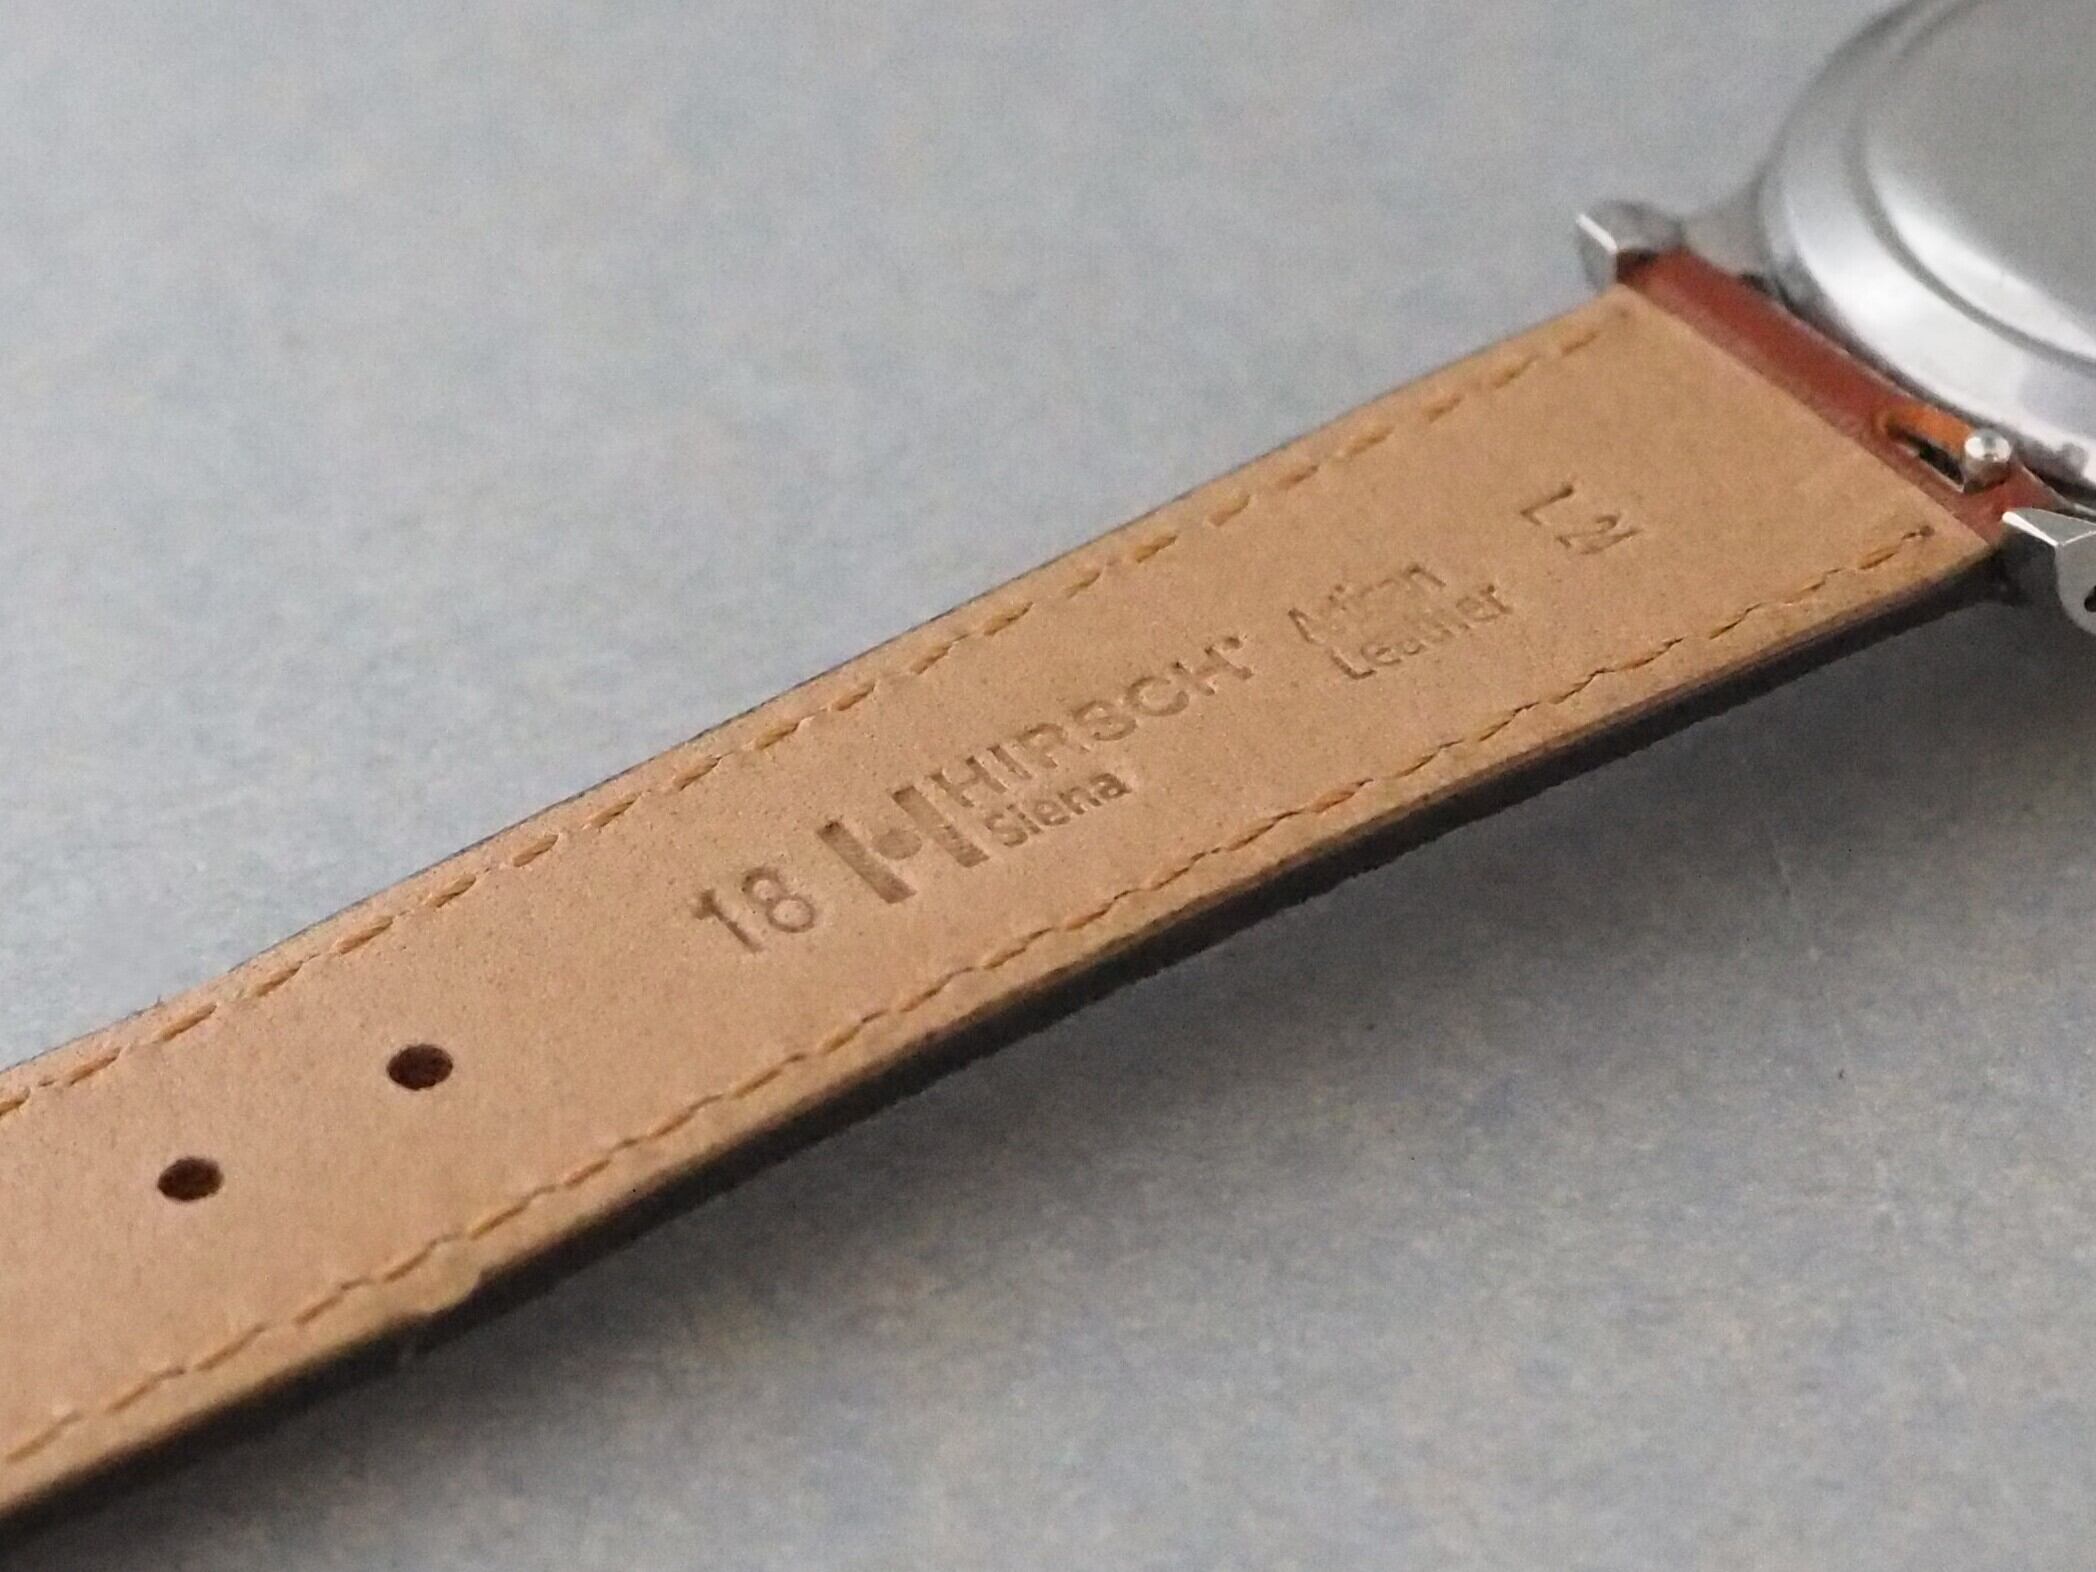 18
HIRSCH
Siena
Artisan
Leather
L